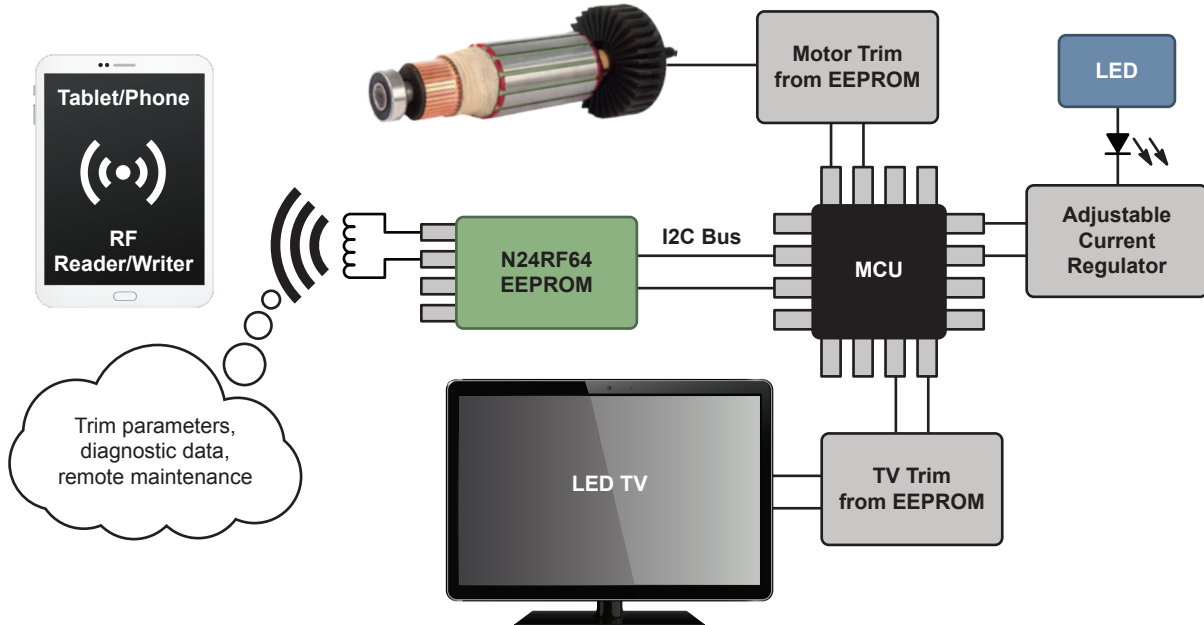 Tablet/Phone
RF
Reader/Writer
Trim parameters,
diagnostic data,
remote maintenance
Motor Trim
from EEPROM
LED
N24RF64
EEPROM
I2C Bus
MCU
Adjustable
Current
Regulator
LED TV
TV Trim
from EEPROM